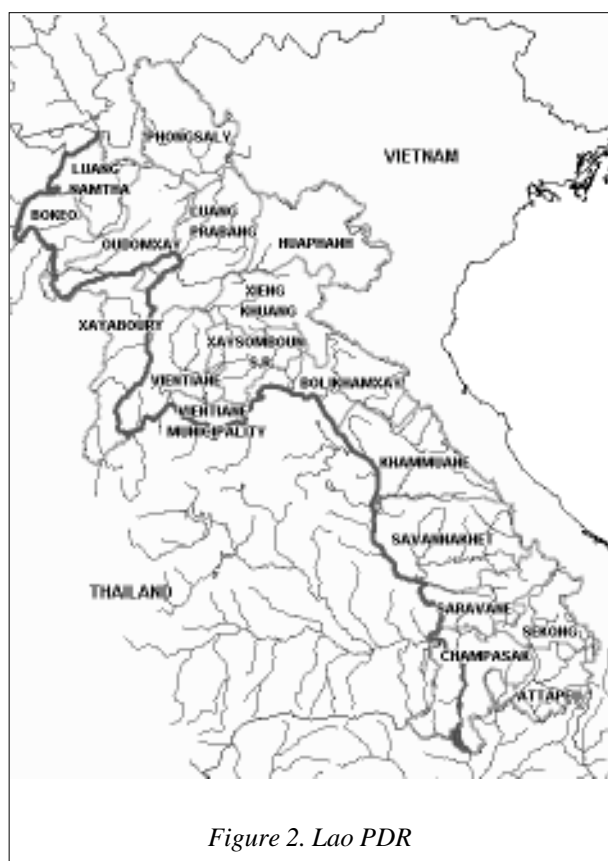 PHONGSALY
VIETNAM
LUANG
NAMTHA
BOKEO
LUANG
PRABANG
OUDOMXAY
HUAPHANH
XIENG
KHUANG
XAYABOURY
XAYSOMBOUN
S.R.
VIENTIANE
BOLIKHAMXAY
VIENTIANE
MUNICIPALITY
KHAMMUANE
SAVANNAKHET
THAILAND
SARAVANE
SEKONG
CHAMPASAK
ATTAPEU
Figure 2. Lao PDR